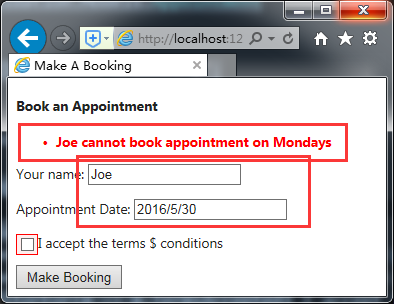 http://localhost:12
Make A Booking
Book an Appointment
• Joe cannot book appointment on Mondays
Your name: Joe
Appointment Date: 2016/5/30
I accept the terms $ conditions
Make Booking